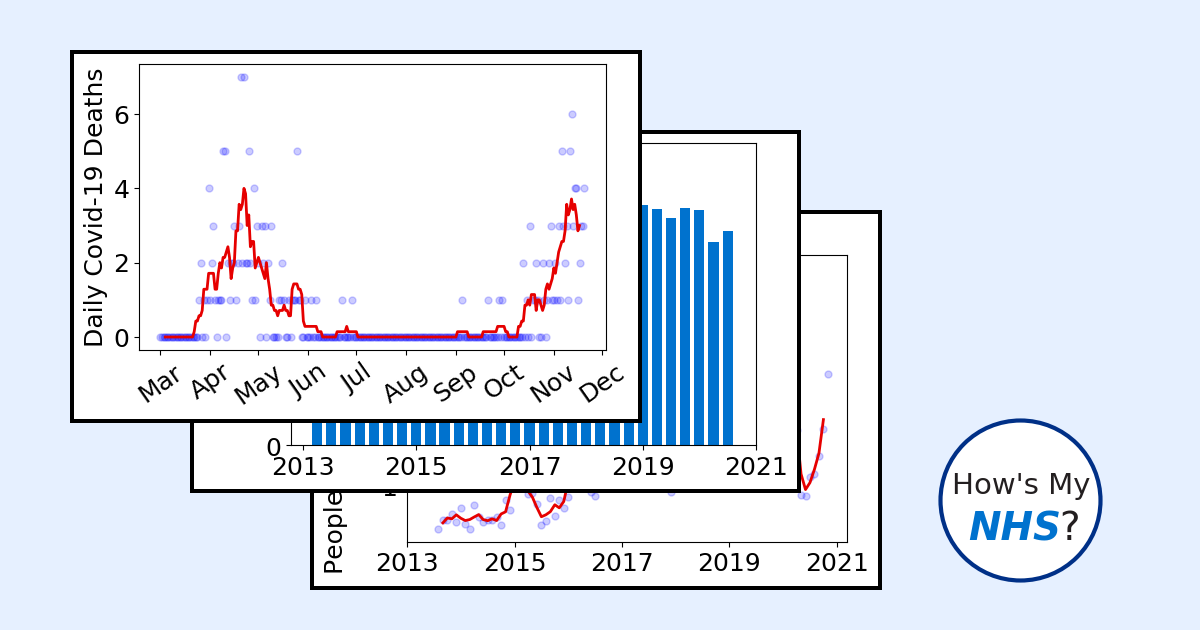 Daily Covid-19 Deaths
6
4
2
0
Mar Apr May Jun Jul Aug Sep Oct Nov Dec
0
2013 2015 2017 2019 2021
People
2013 2015 2017 2019 2021
How's My
NHS?